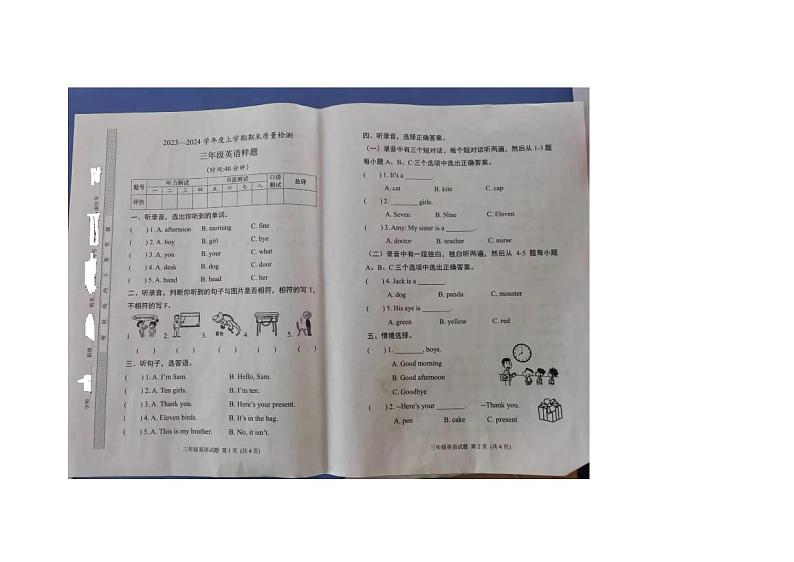 2023—2024 学年度上学期期末质量检测
三年级英语样题
(时间:40 分钟)
题号 听力测试 书面测试 口语测试 总评
一 二 三 四 五 六 七 八
评价
一、听录音，选出你听到的单词。
( ) 1. A. afternoon B. morning C. fine
( ) 2. A. boy B. girl C. bye
( ) 3. A. you B. your C. what
( ) 4. A. desk B. dog C. door
( ) 5. A. hand B. head C. her
二、听录音，判断你听到的句子与图片是否相符，相符的写 T，
不相符的写 F。
1 2. 3. 4. 5.
( ) ( ) ( ) ( ) ( )
三、听句子，选答语。
( ) 1. A. I'm Sam. B. Hello, Sam.
( ) 2. A. Ten girls. B. I'm ten.
( ) 3. A. Thank you. B. Here's your present.
( ) 4. A. Eleven birds. B. It's in the bag.
( ) 5. A. This is my brother. B. No, it isn't.
三年级英语试题 第 1 页 (共 4 页)
四、听录音，选择正确答案。
(一) 录音中有三个短对话，每个短对话听两遍，然后从 1-3 题
每小题 A、B、C 三个选项中选出正确答案。
( ) 1. It's a ________.
A. cat B. kite C. cap
( ) 2. ________ girls.
A. Seven B. Nine C. Eleven
( ) 3. Amy: My sister is a ________.
A. doctor B. teacher C. nurse
(二) 录音中有一段独白，独白听两遍，然后从 4-5 题每小题
A、B、C 三个选项中选出正确答案。
( ) 4. Jack is a ________.
A. dog B. panda C. monster
( ) 5. His eye is ________.
A. green B. yellow C. red
五、情境选择。
( ) 1. ________, boys.
A. Good morning
B. Good afternoon
C. Goodbye
( ) 2. --Here's your ________. --Thank you.
A. pen B. cake C. present
三年级英语试题 第 2 页 (共 4 页)